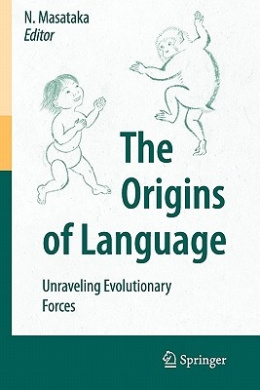 N. Masataka
Editor
The
Origins
of Language
Unraveling Evolutionary
Forces
Springer